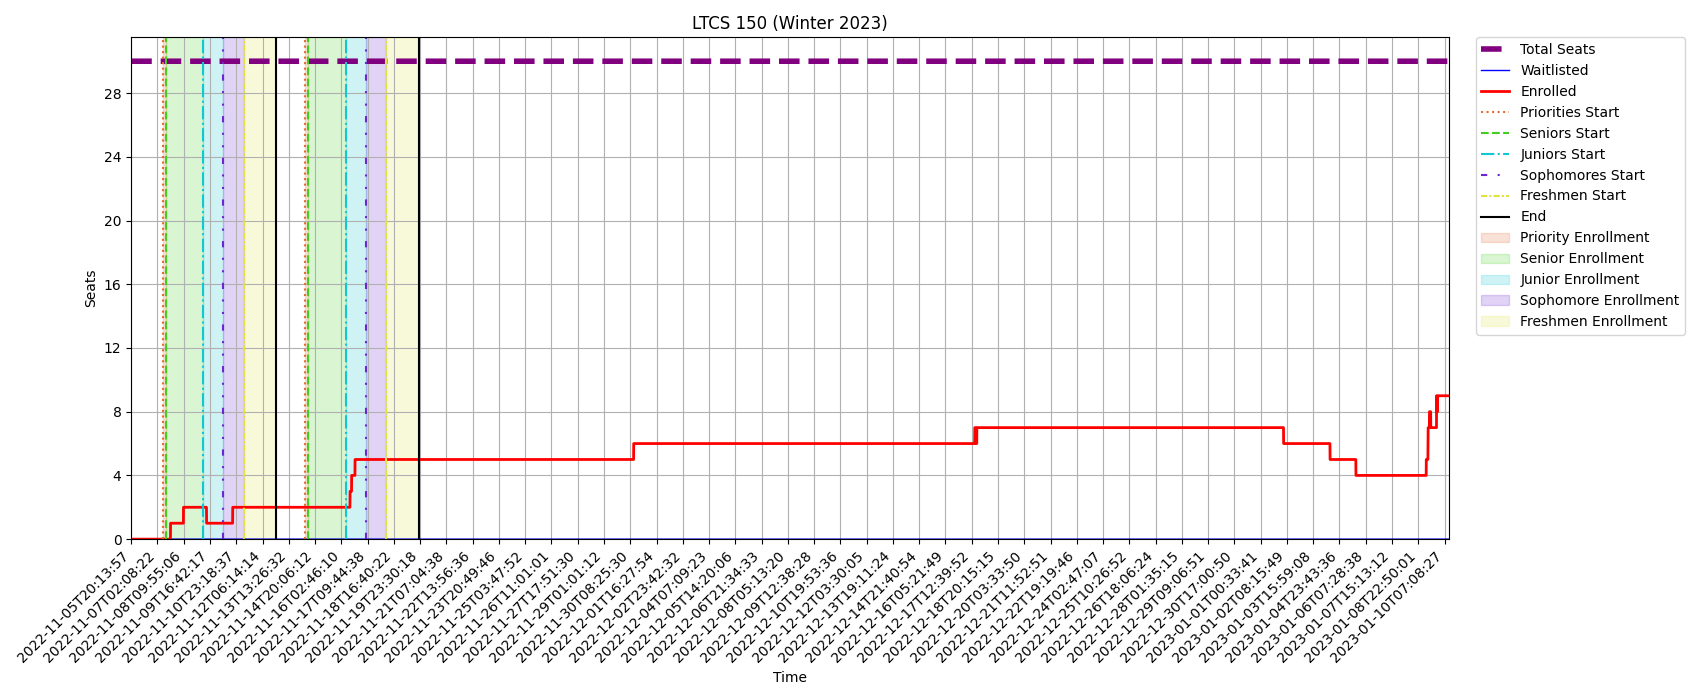 LTCS 150 (Winter 2023)
Total Seats
Waitlisted
Enrolled
Priorities Start
Seniors Start
Juniors Start
Sophomores Start
Freshmen Start
End
Priority Enrollment
Senior Enrollment
Junior Enrollment
Sophomore Enrollment
Freshmen Enrollment
Seats
28
24
20
16
12
8
4
0
2022-11-05T20:13:57
2022-11-07T02:08:22
2022-11-08T09:55:06
2022-11-09T16:42:17
2022-11-10T23:18:37
2022-11-12T06:14:14
2022-11-13T13:26:32
2022-11-14T20:06:12
2022-11-16T02:46:10
2022-11-17T09:44:38
2022-11-18T16:40:22
2022-11-19T23:30:18
2022-11-21T07:04:38
2022-11-22T13:56:36
2022-11-23T20:49:46
2022-11-25T03:47:52
2022-11-26T11:01:01
2022-11-27T17:51:30
2022-11-29T01:01:12
2022-11-30T08:25:30
2022-12-01T16:27:54
2022-12-02T23:42:32
2022-12-04T07:09:23
2022-12-05T14:20:06
2022-12-06T21:34:33
2022-12-08T05:13:20
2022-12-09T12:38:28
2022-12-10T19:53:36
2022-12-12T03:30:05
2022-12-13T19:11:24
2022-12-14T21:40:54
2022-12-16T05:21:49
2022-12-17T12:39:52
2022-12-18T20:15:15
2022-12-20T03:33:50
2022-12-21T11:52:51
2022-12-22T19:19:46
2022-12-24T02:47:07
2022-12-25T10:26:52
2022-12-26T18:06:24
2022-12-28T01:35:15
2022-12-29T09:06:51
2022-12-30T17:00:50
2023-01-01T00:33:41
2023-01-02T08:15:49
2023-01-03T15:59:08
2023-01-04T23:43:36
2023-01-06T07:28:38
2023-01-07T15:13:12
2023-01-08T22:50:01
2023-01-10T07:08:27
Time